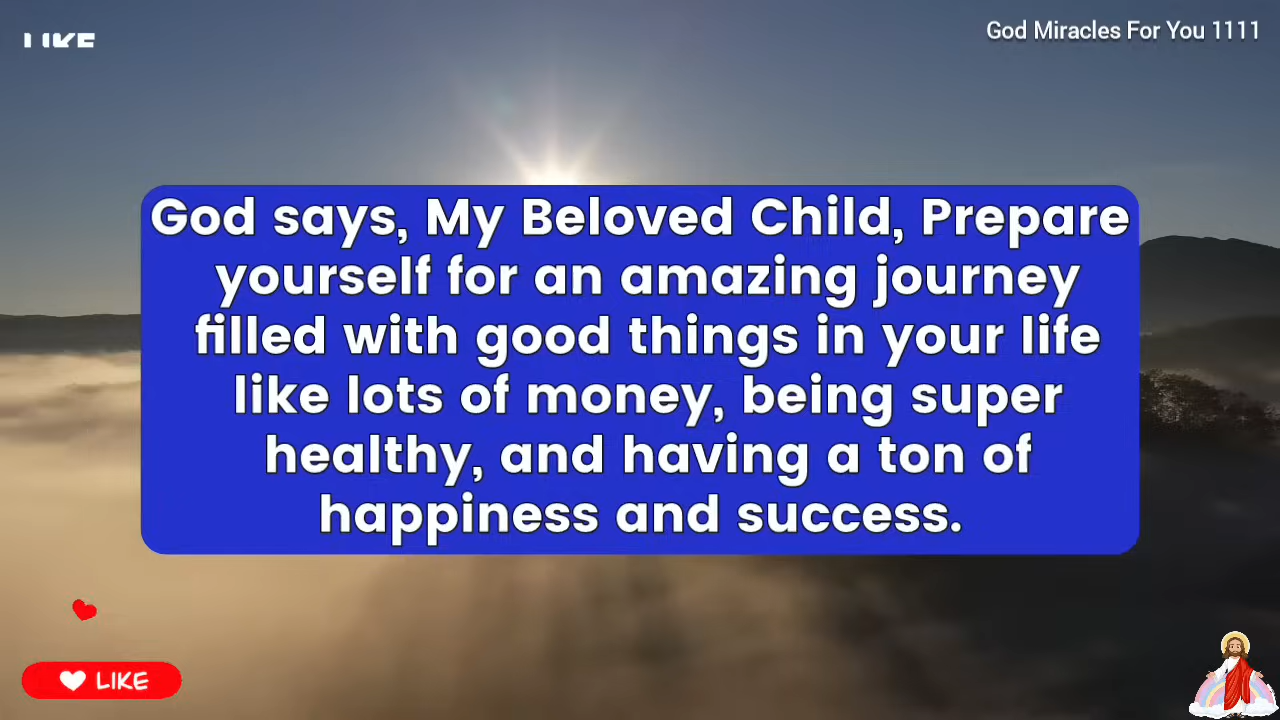 LIKE
God Miracles For You 1111
God says, My Beloved Child, Prepare
yourself for an amazing journey
filled with good things in your life
like lots of money, being super
healthy, and having a ton of
happiness and success.
LIKE